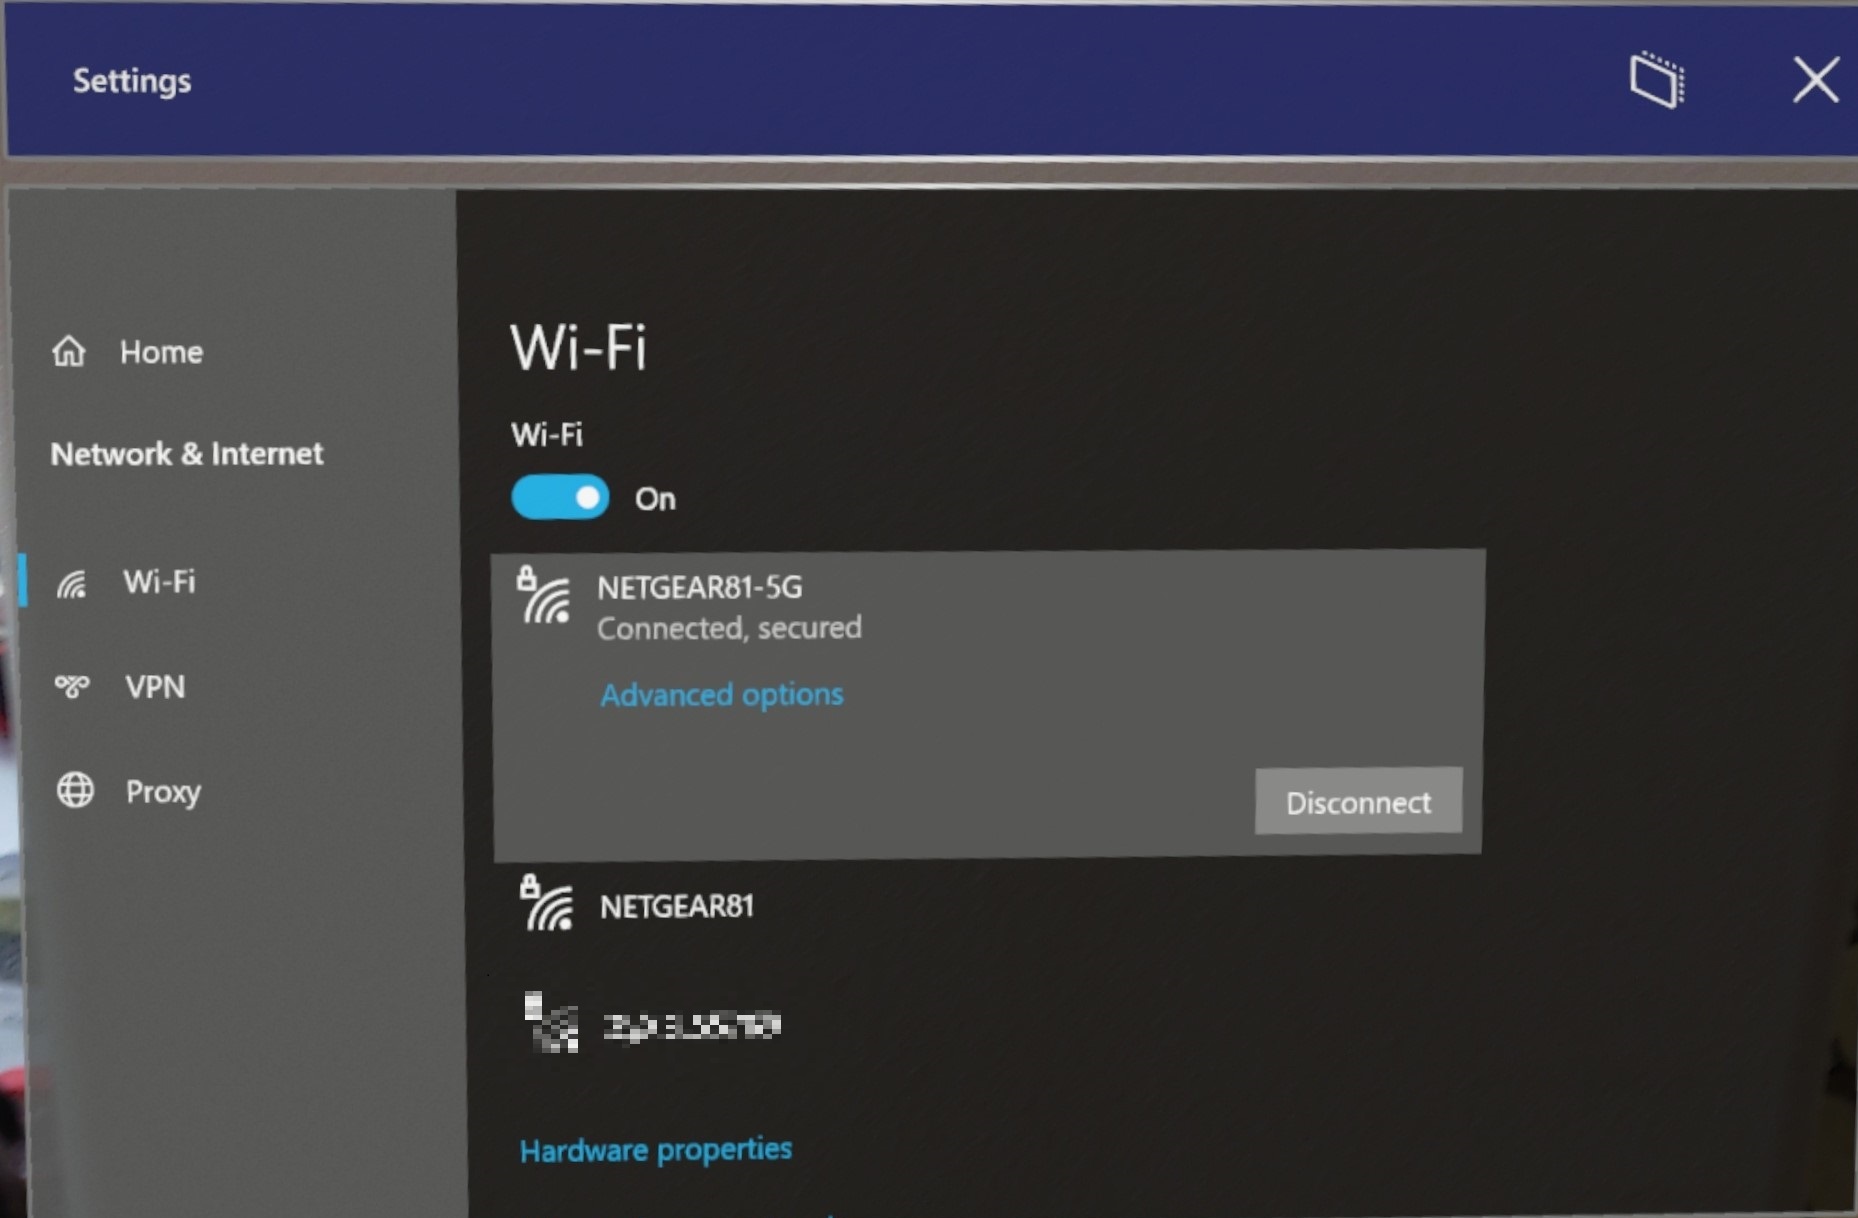 Settings
Home
Network & Internet
Wi-Fi
VPN
Proxy
Wi-Fi
Wi-Fi
On
NETGEAR81-5G
Connected, secured
Advanced options
Disconnect
NETGEAR81
Hardware properties